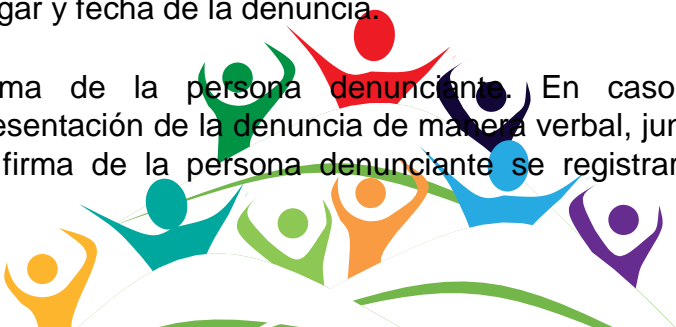 gar y fecha de la denuncia.
ma de la persona denunciante. En caso
esentación de la denuncia de manera verbal, jun
firma de la persona denunciante se registrar